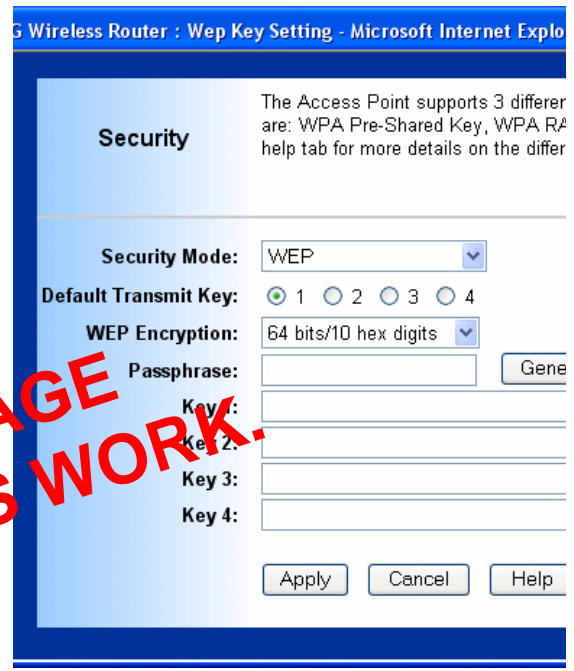 G Wireless Router : Wep Key Setting - Microsoft Internet Explo
The Access Point supports 3 differen
are: WPA Pre-Shared Key, WPA RA
help tab for more details on the differ
Security
Security Mode: WEP
Default Transmit Key: 1 2 3 4
WEP Encryption: 64 bits/10 hex digits
Passphrase: Gene
Key 1:
Key 2:
Key 3:
Key 4:
AGE
S WORK.
Apply Cancel Help